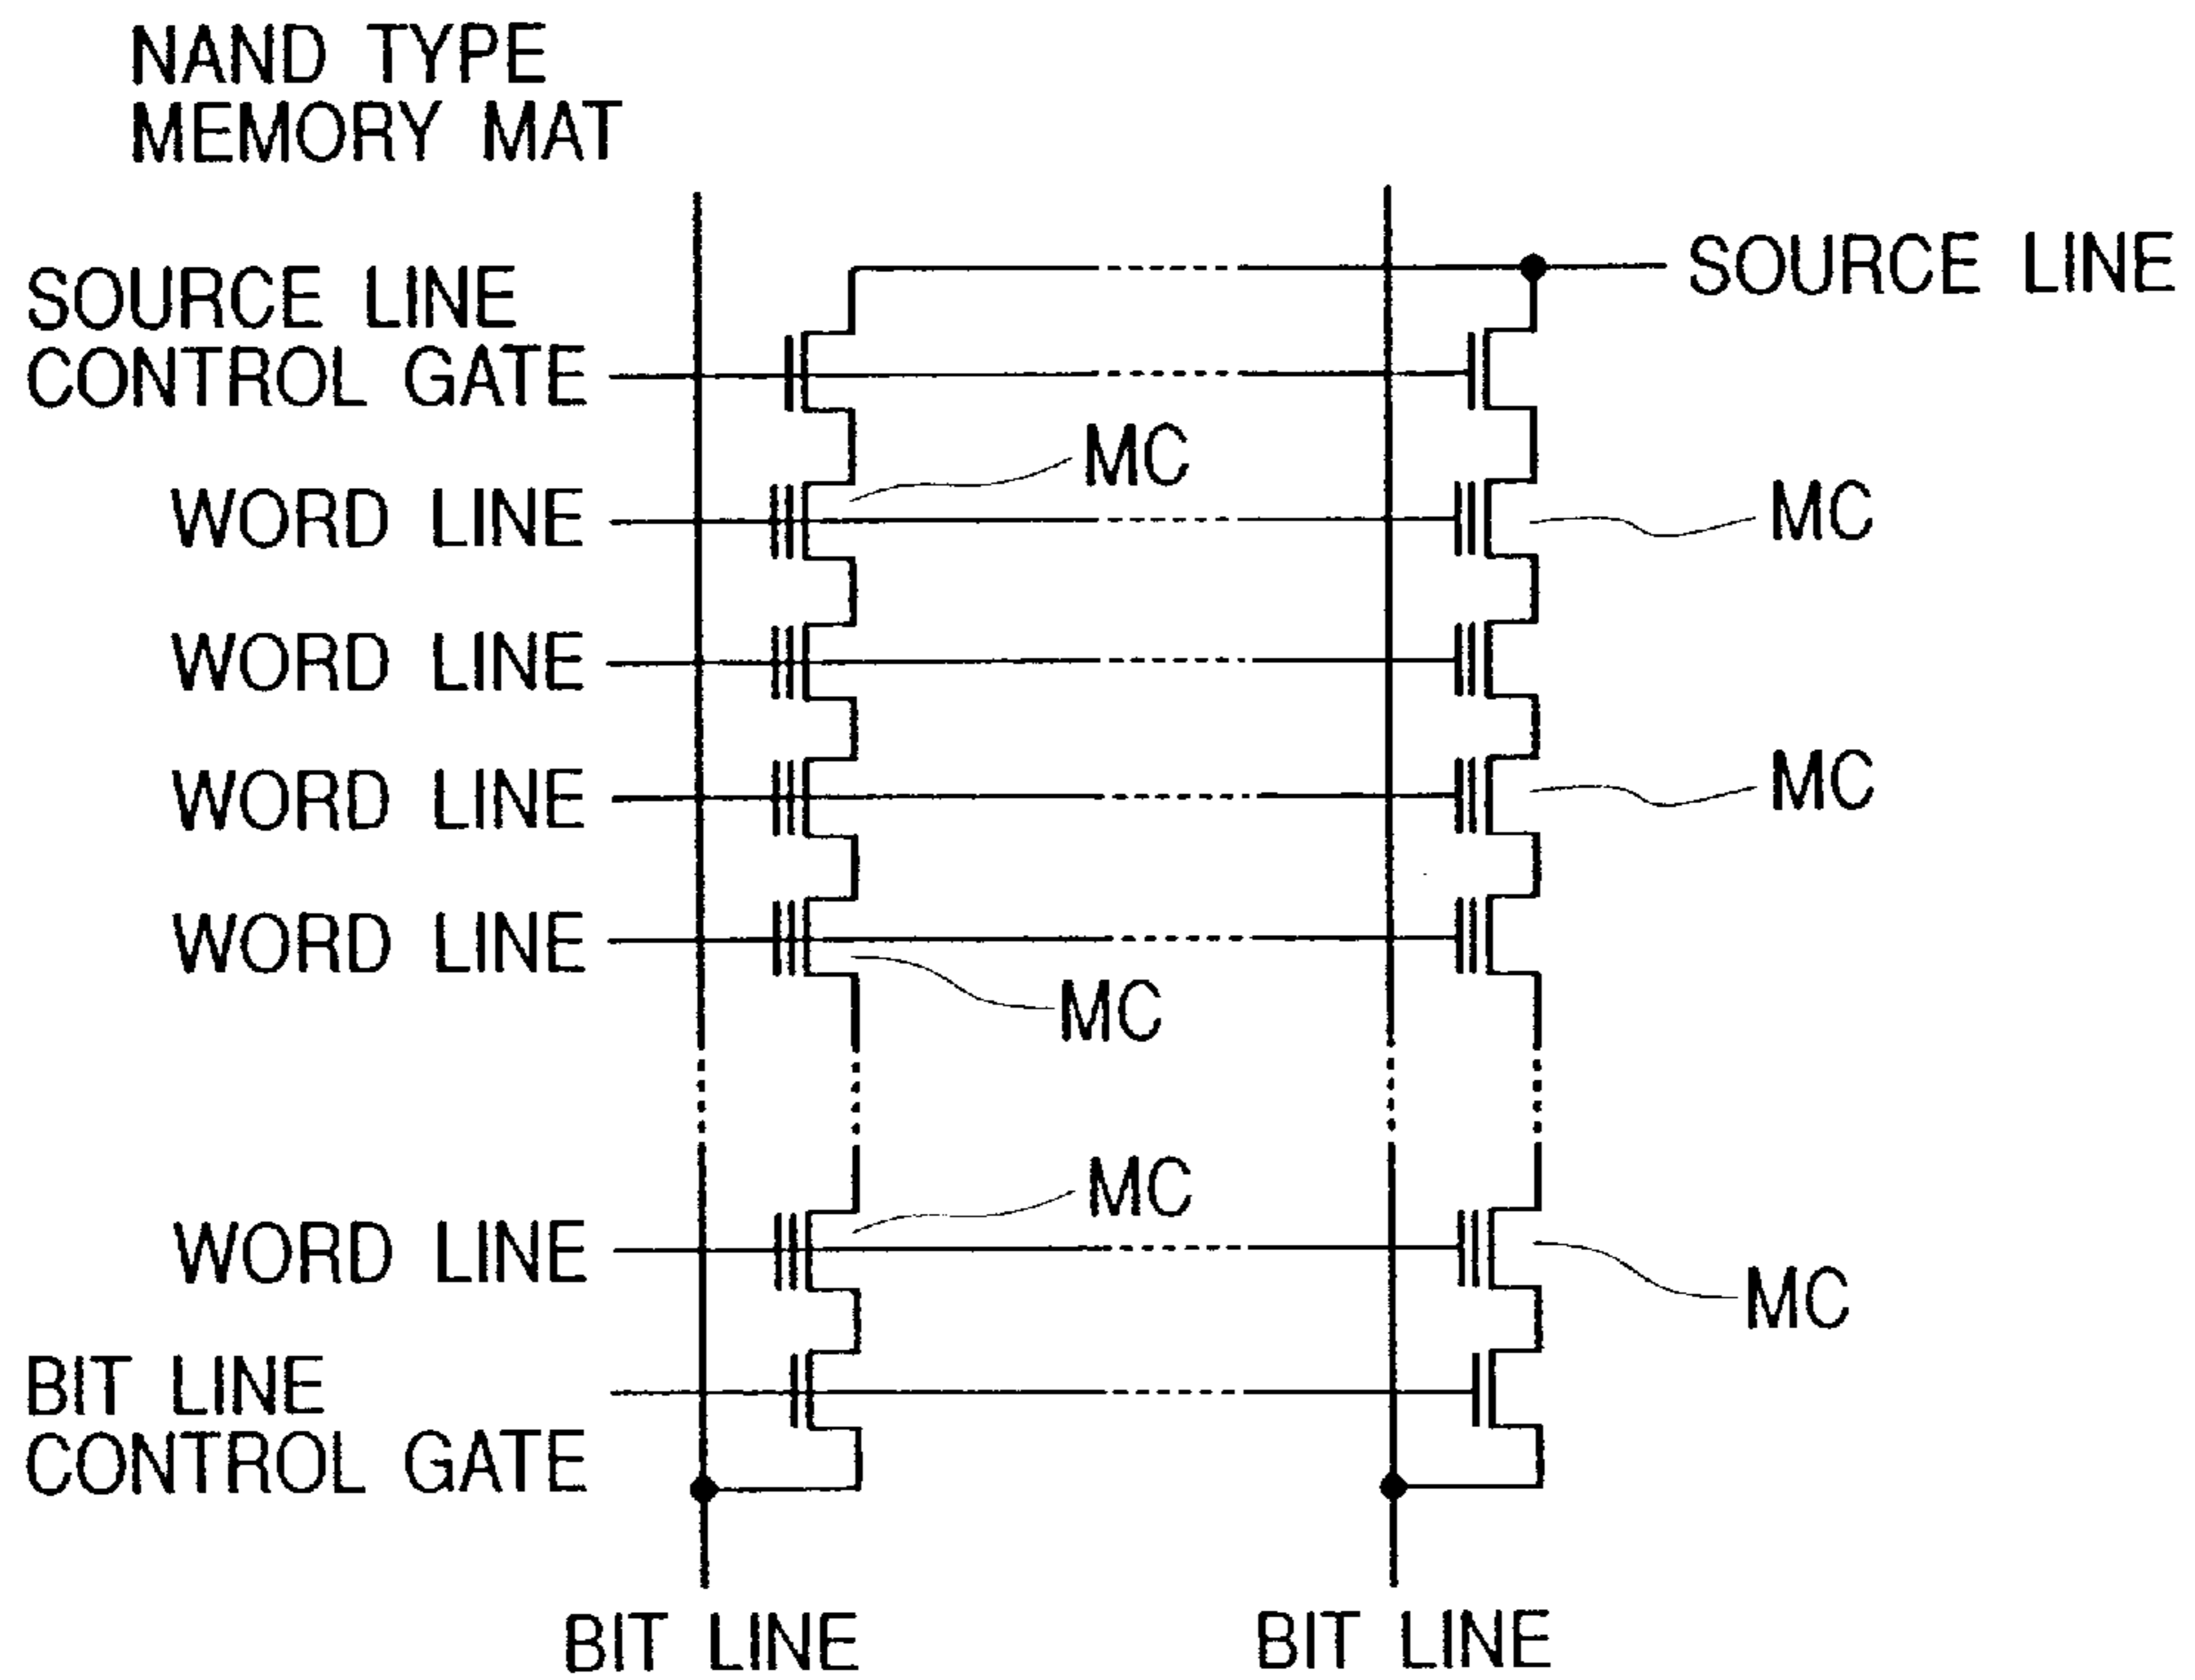 NAND TYPE
MEMORY MAT
SOURCE LINE
SOURCE LINE
CONTROL GATE
MC
WORD LINE
MC
WORD LINE
WORD LINE
MC
WORD LINE
MC
MC
WORD LINE
MC
BIT LINE
CONTROL GATE
BIT LINE
BIT LINE